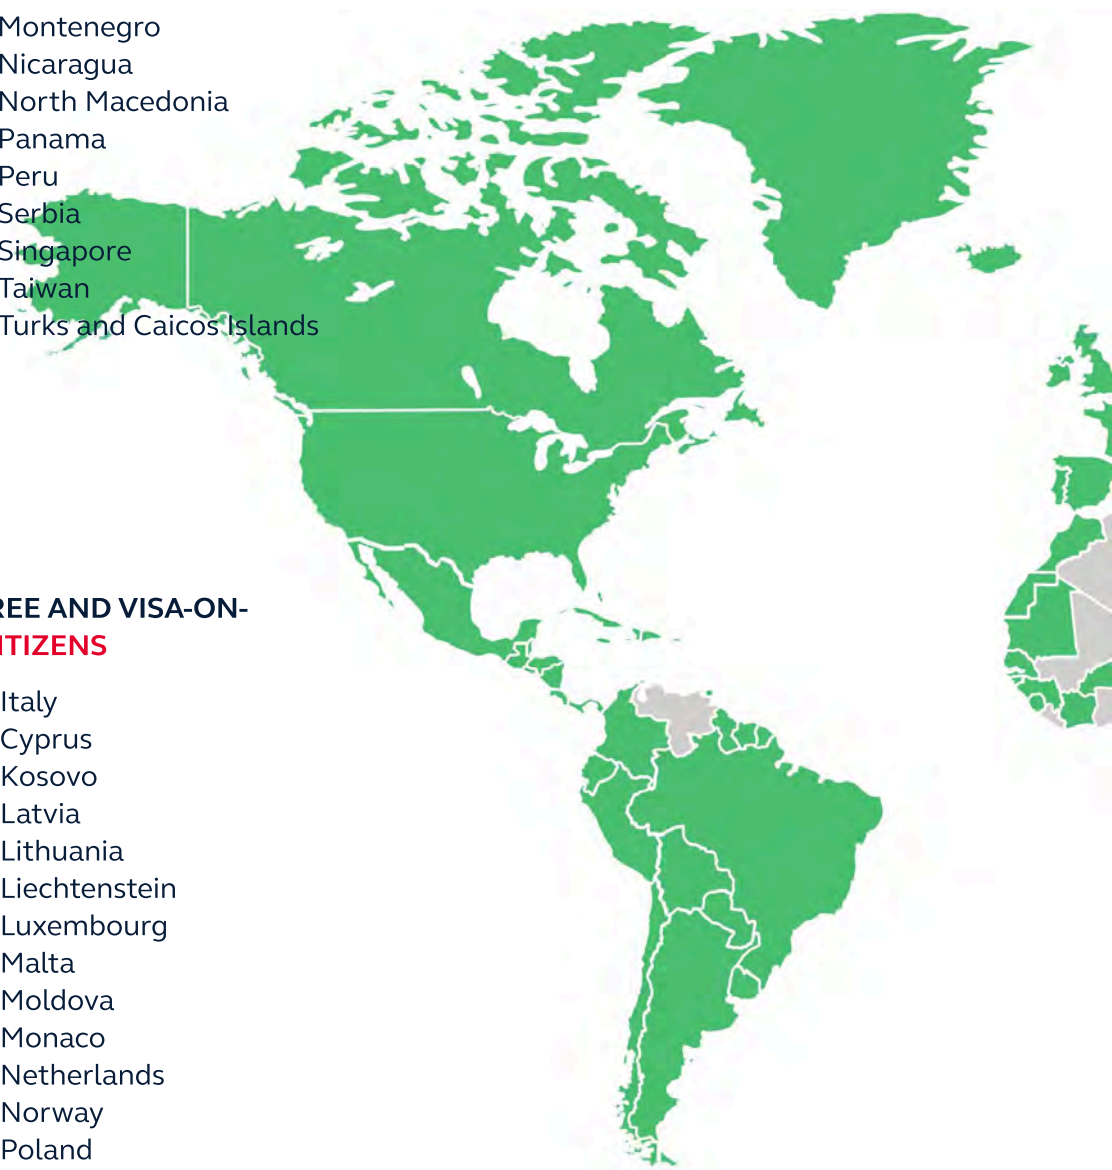 Montenegro
Nicaragua
North Macedonia
Panama
Peru
Serbia
Singapore
Taiwan
Turks and Caicos Islands
REE AND VISA-ON-
ITIZENS
Italy
Cyprus
Kosovo
Latvia
Lithuania
Liechtenstein
Luxembourg
Malta
Moldova
Monaco
Netherlands
Norway
Poland